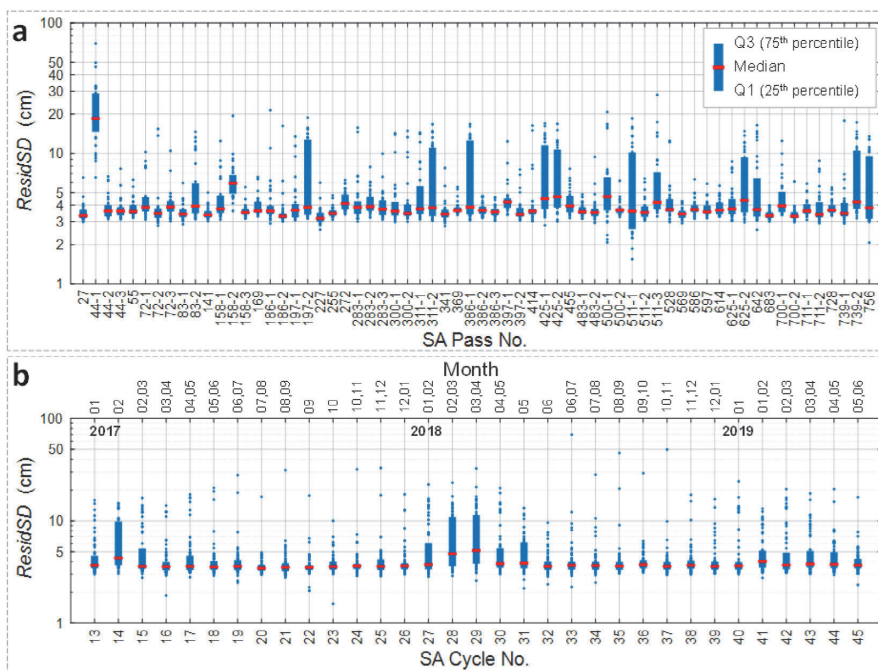 a
100
50
40
30
20
10
5
4
3
2
1
ResidSD (cm)
Q3 (75th percentile)
Median
Q1 (25th percentile)
27 44-1 44-2 44-3 55 72-1 72-2 72-3 83-1 83-2 141 158-1 158-2 158-3 169 186-1 186-2 197-1 197-2 227 255 272 283-1 283-2 283-3 300-1 300-2 311-1 311-2 341 369 386-1 386-2 386-3 397-1 397-2 414 425-1 425-2 455 483-1 483-2 500-1 500-2 511-1 511-2 511-3 528 569 586 597 614 625-1 625-2 642 683 700-1 700-2 711-1 711-2 728 739-1 739-2 756
SA Pass No.
b
Month
01 02 02,03 03,04 04,05 05,06 06,07 07,08 08,09 09 10 10,11 11,12 12,01 01,02 02,03 03,04 04,05 05 06 06,07 07,08 08,09 09,10 10,11 11,12 12,01 01 01,02 02,03 03,04 04,05 05,06
2017 2018 2019
100
50
10
5
1
ResidSD (cm)
13 14 15 16 17 18 19 20 21 22 23 24 25 26 27 28 29 30 31 32 33 34 35 36 37 38 39 40 41 42 43 44 45
SA Cycle No.